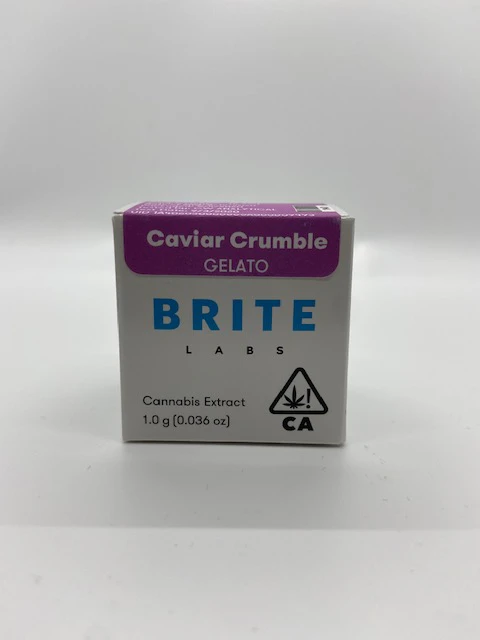 Caviar Crumble
GELATO
BRITE
LABS
Cannabis Extract
1.0 g (0.036 oz)
CA